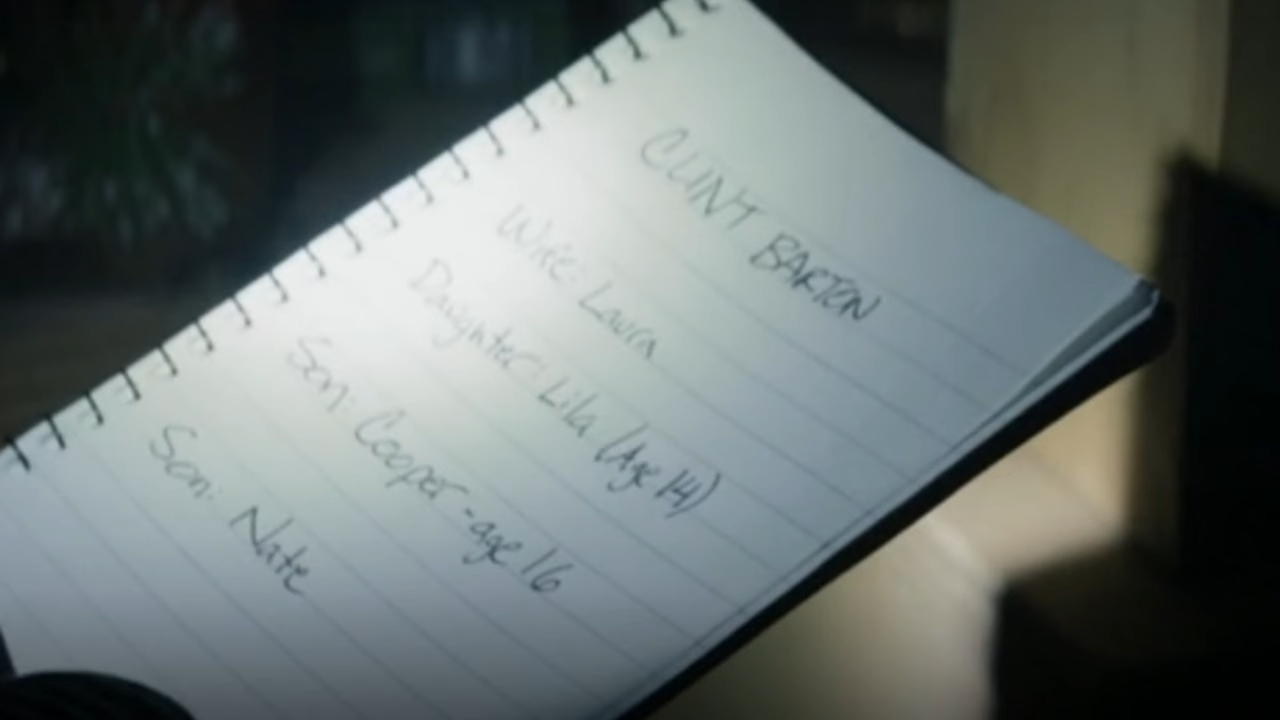 CLINT BARTON
Wife: Laura
Daughter: Lila (Age 14)
Son: Cooper - age 16
Son: Nate